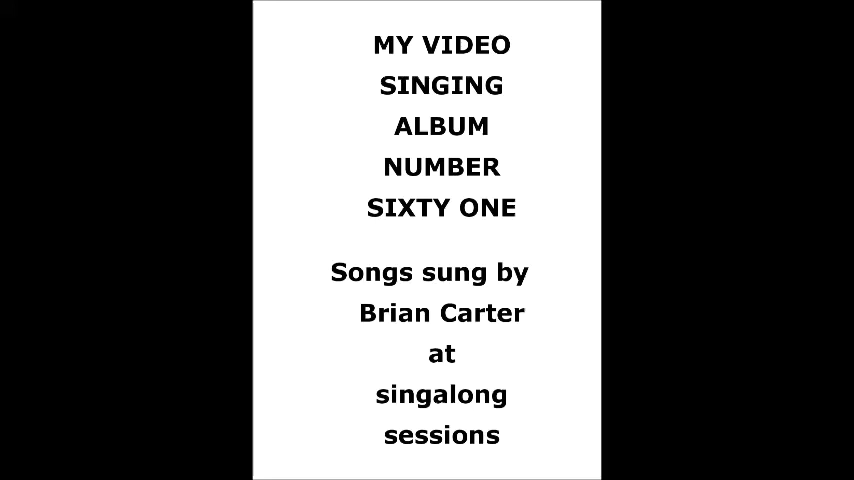 MY VIDEO
SINGING
ALBUM
NUMBER
SIXTY ONE
Songs sung by
Brian Carter
at
singalong
sessions